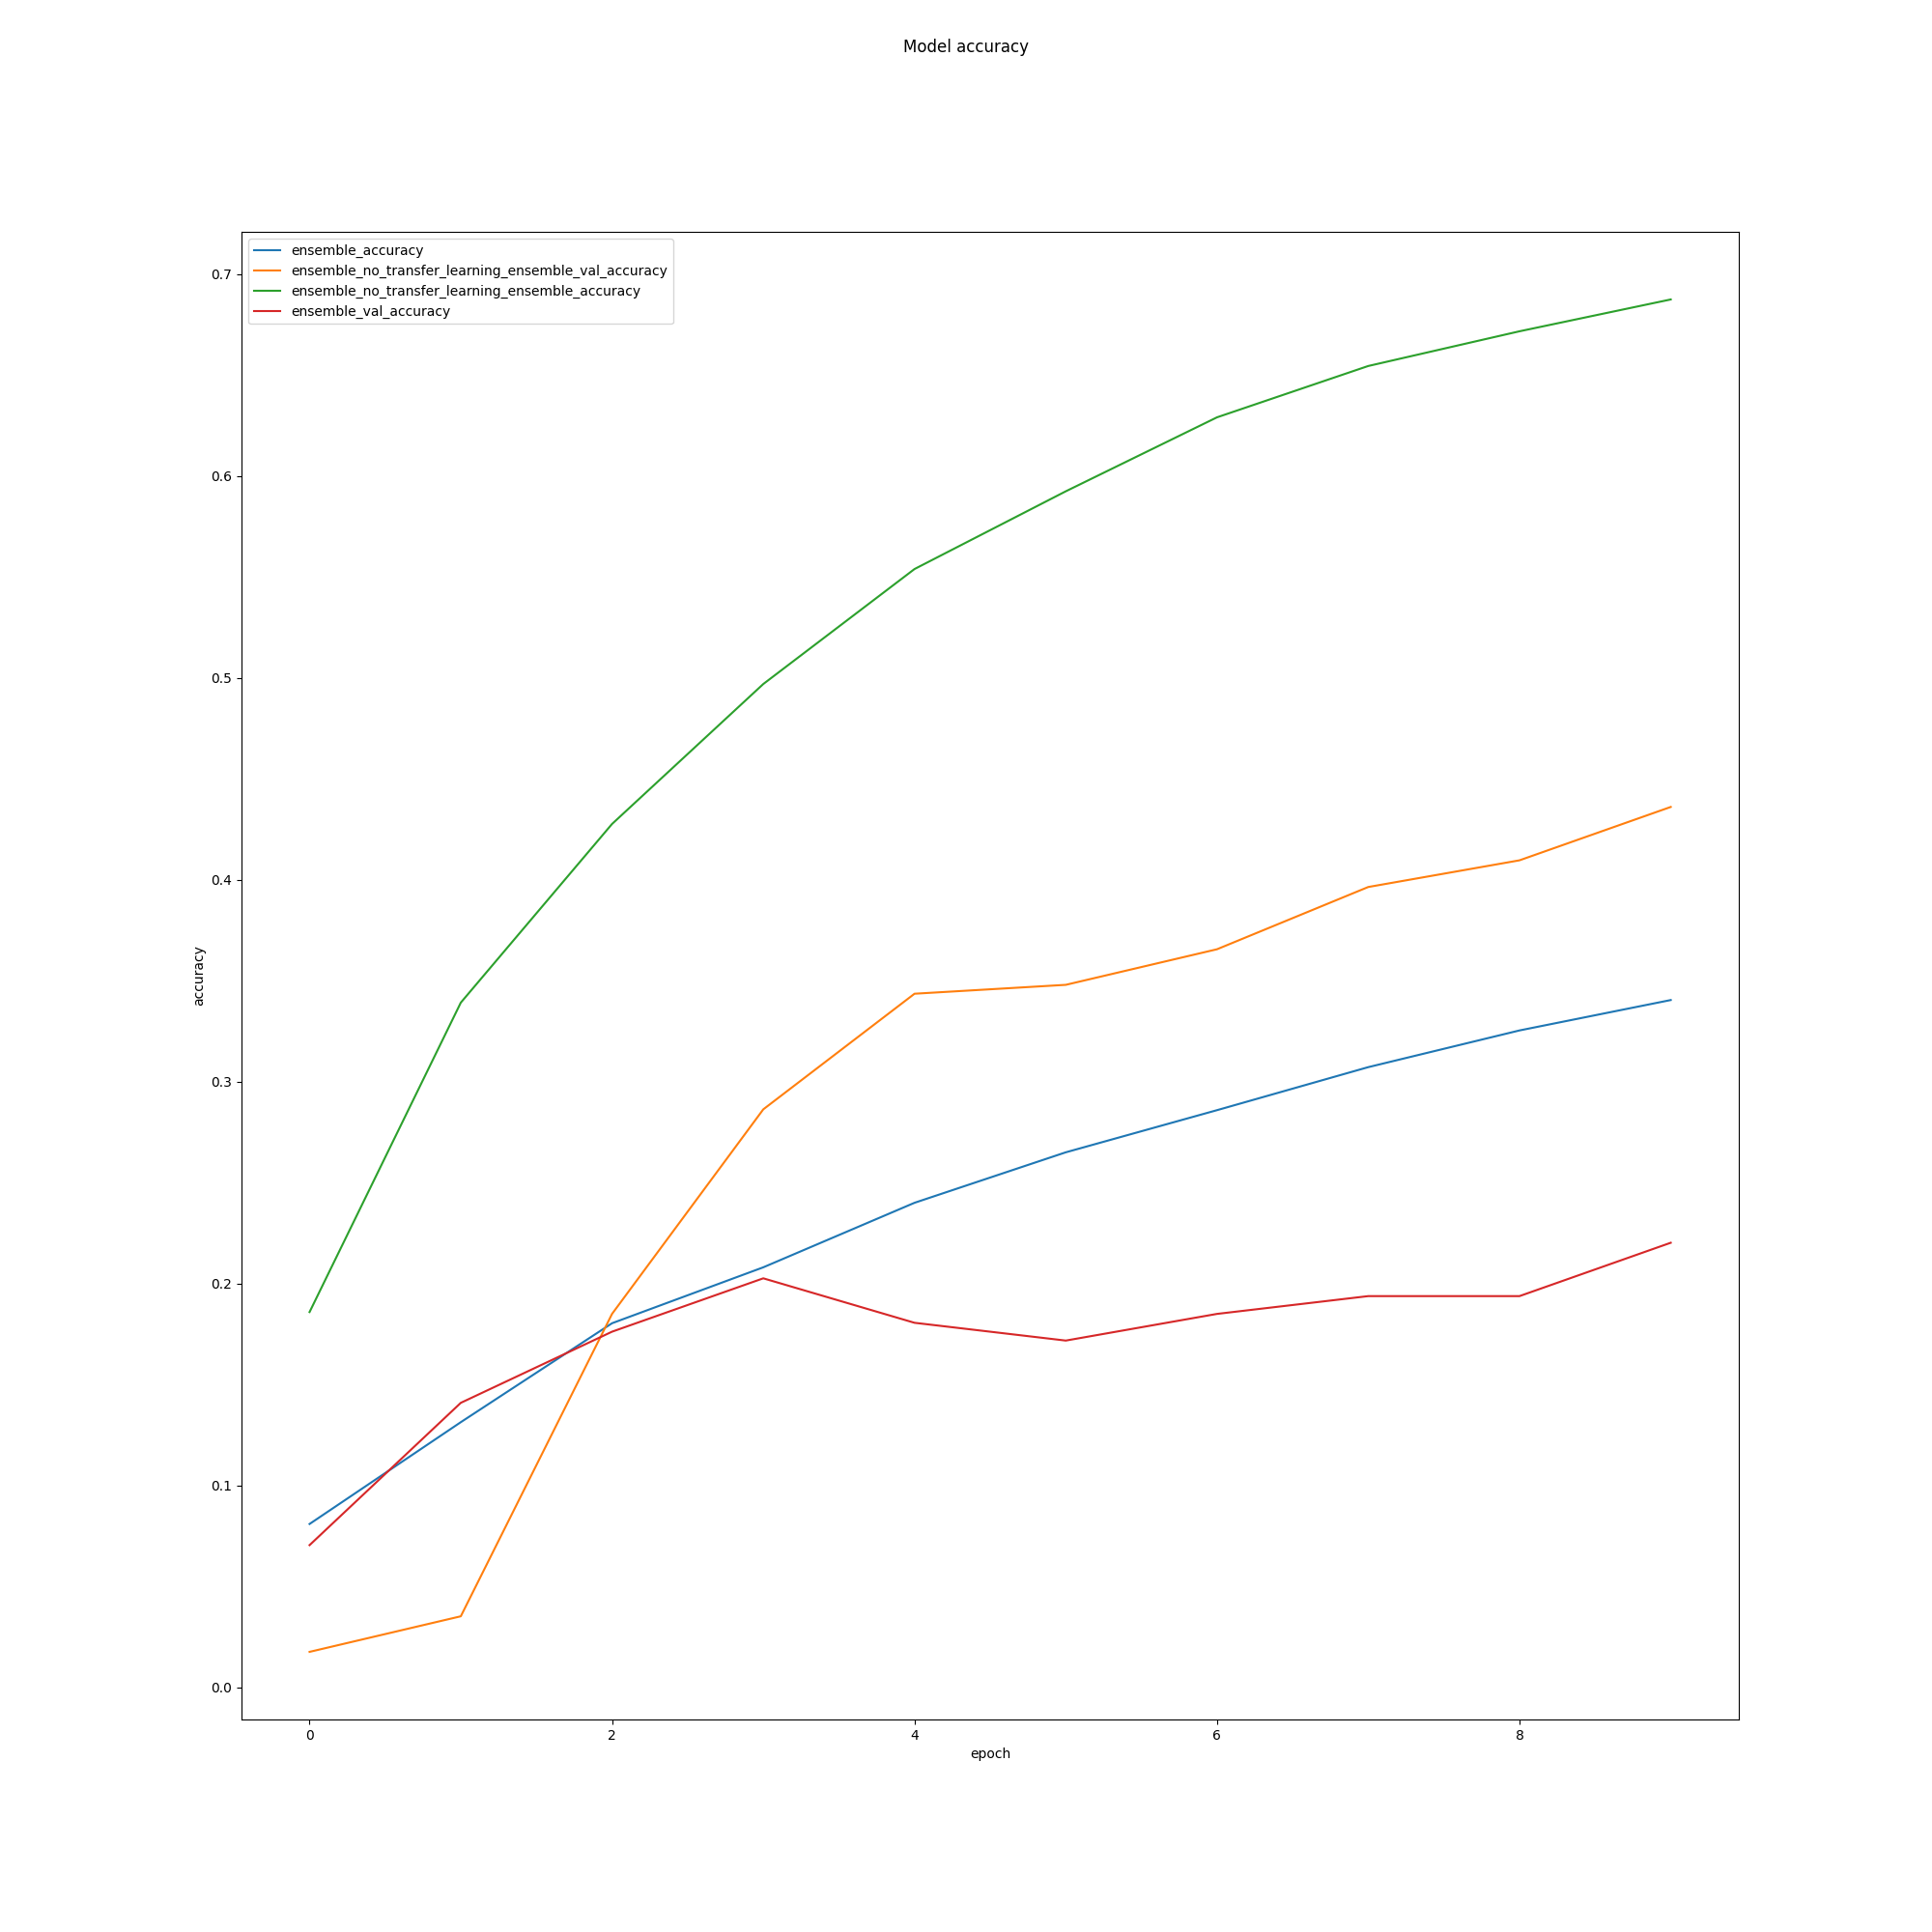 Model accuracy
ensemble_accuracy
ensemble_no_transfer_learning_ensemble_val_accuracy
ensemble_no_transfer_learning_ensemble_accuracy
ensemble_val_accuracy
0.7
0.6
0.5
0.4
0.3
0.2
0.1
0.0
accuracy
0 2 4 6 8
epoch